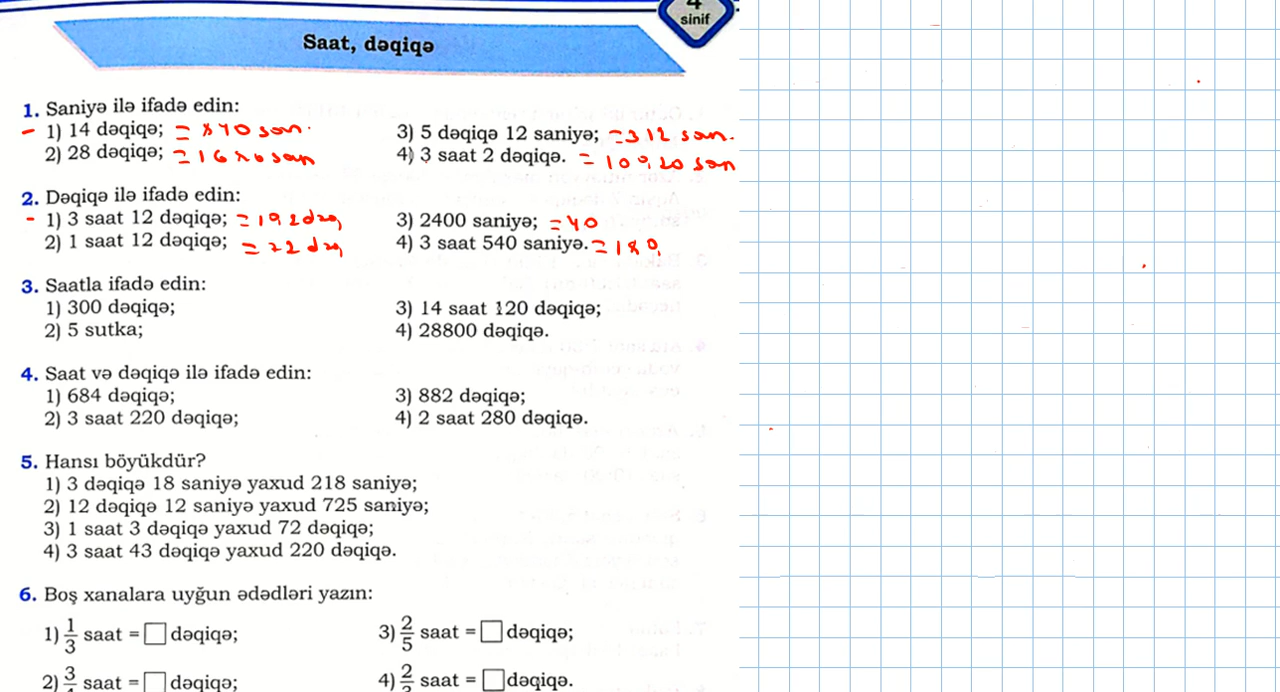 4
sinif
Saat, dəqiqə
1. Saniyə ilə ifadə edin:
- 1) 14 dəqiqə; = 840 san. 3) 5 dəqiqə 12 saniyə; = 312 san.
2) 28 dəqiqə; = 1680 san 4) 3 saat 2 dəqiqə. = 10920 san
2. Dəqiqə ilə ifadə edin:
- 1) 3 saat 12 dəqiqə; = 192 dəq 3) 2400 saniyə; = 40
2) 1 saat 12 dəqiqə; = 72 dəq 4) 3 saat 540 saniyə. = 189
3. Saatla ifadə edin:
1) 300 dəqiqə; 3) 14 saat 120 dəqiqə;
2) 5 sutka; 4) 28800 dəqiqə.
4. Saat və dəqiqə ilə ifadə edin:
1) 684 dəqiqə; 3) 882 dəqiqə;
2) 3 saat 220 dəqiqə; 4) 2 saat 280 dəqiqə.
5. Hansı böyükdür?
1) 3 dəqiqə 18 saniyə yaxud 218 saniyə;
2) 12 dəqiqə 12 saniyə yaxud 725 saniyə;
3) 1 saat 3 dəqiqə yaxud 72 dəqiqə;
4) 3 saat 43 dəqiqə yaxud 220 dəqiqə.
6. Boş xanalara uyğun ədədləri yazın:
1) 1/3 saat = □ dəqiqə; 3) 2/5 saat = □ dəqiqə;
2) saat = □ dəqiqə; 4) saat = □ dəqiqə.